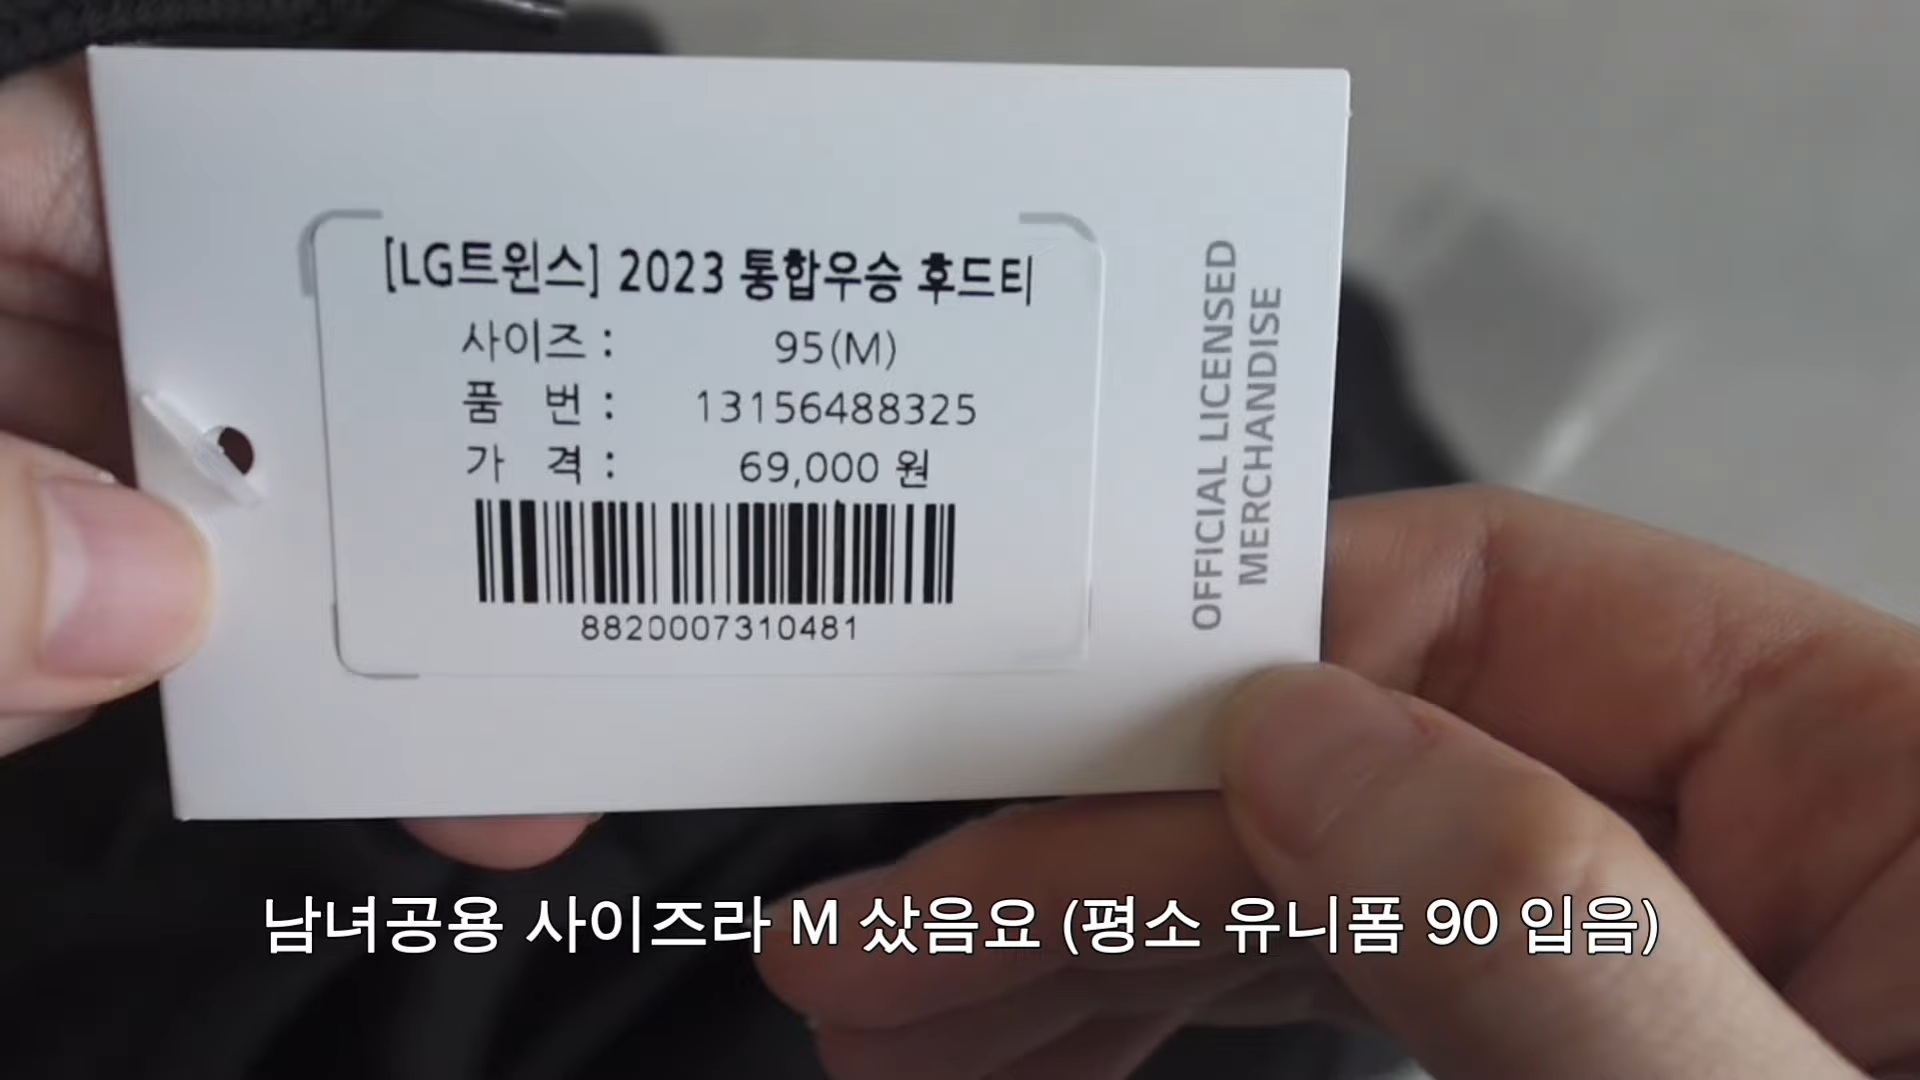 [LG트윈스] 2023 통합우승 후드티
사이즈 : 95(M)
품 번 : 13156488325
가 격 : 69,000 원
8820007310481
OFFICIAL LICENSED
MERCHANDISE
남녀공용 사이즈라 M 샀음요 (평소 유니폼 90 입음)